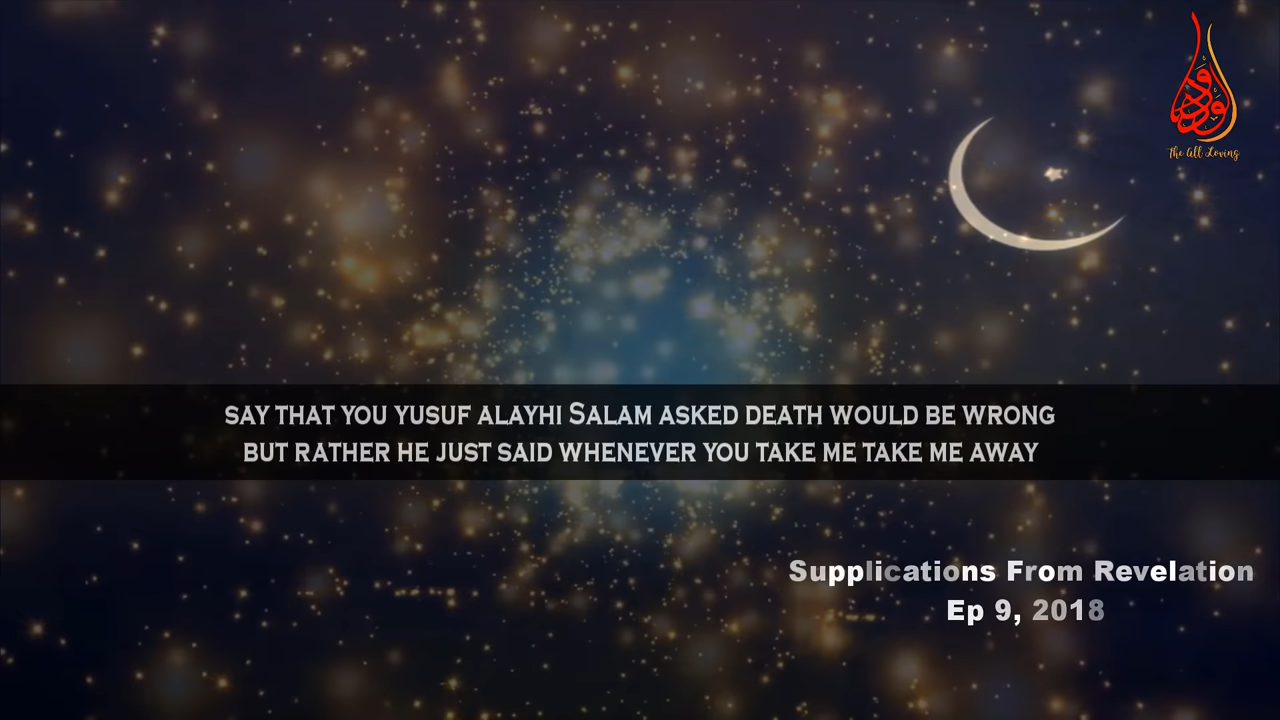 الودود
The All Loving
SAY THAT YOU YUSUF ALAYHI SALAM ASKED DEATH WOULD BE WRONG
BUT RATHER HE JUST SAID WHENEVER YOU TAKE ME TAKE ME AWAY
Supplications From Revelation
Ep 9, 2018